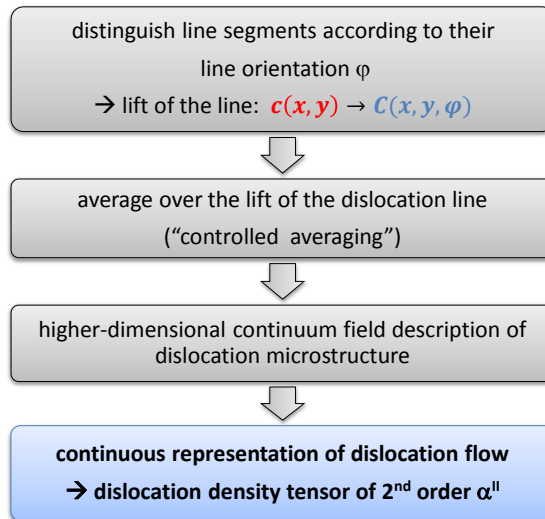 distinguish line segments according to their
line orientation φ
→ lift of the line: c(x, y) → C(x, y, φ)
average over the lift of the dislocation line
(“controlled averaging”)
higher-dimensional continuum field description of
dislocation microstructure
continuous representation of dislocation flow
→ dislocation density tensor of 2nd order αII